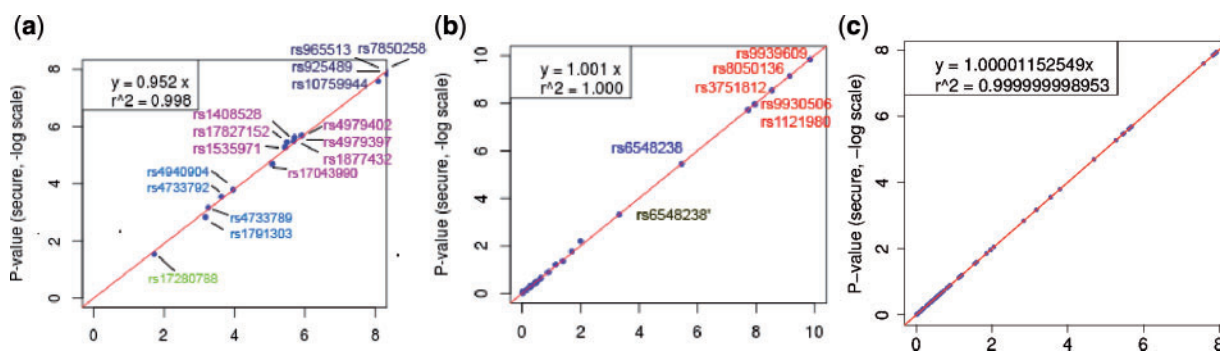 (a)
P-value (secure, -log scale)
y = 0.952 x
r^2 = 0.998
rs965513 rs7850258
rs925489
rs10759944
rs1408528
rs17827152
rs1535971
rs4979402
rs4979397
rs1877432
rs17043990
rs4940904
rs4733792
rs4733789
rs1791303
rs17280788
8
6
4
2
0
0 2 4 6 8
(b)
P-value (secure, -log scale)
y = 1.001 x
r^2 = 1.000
rs9939609
rs8050136
rs3751812
rs9930506
rs1121980
rs6548238
rs6548238'
10
8
6
4
2
0
0 2 4 6 8 10
(c)
P−value (secure, −log scale)
y = 1.00001152549x
r^2 = 0.999999998953
8
6
4
2
0
0 2 4 6 8